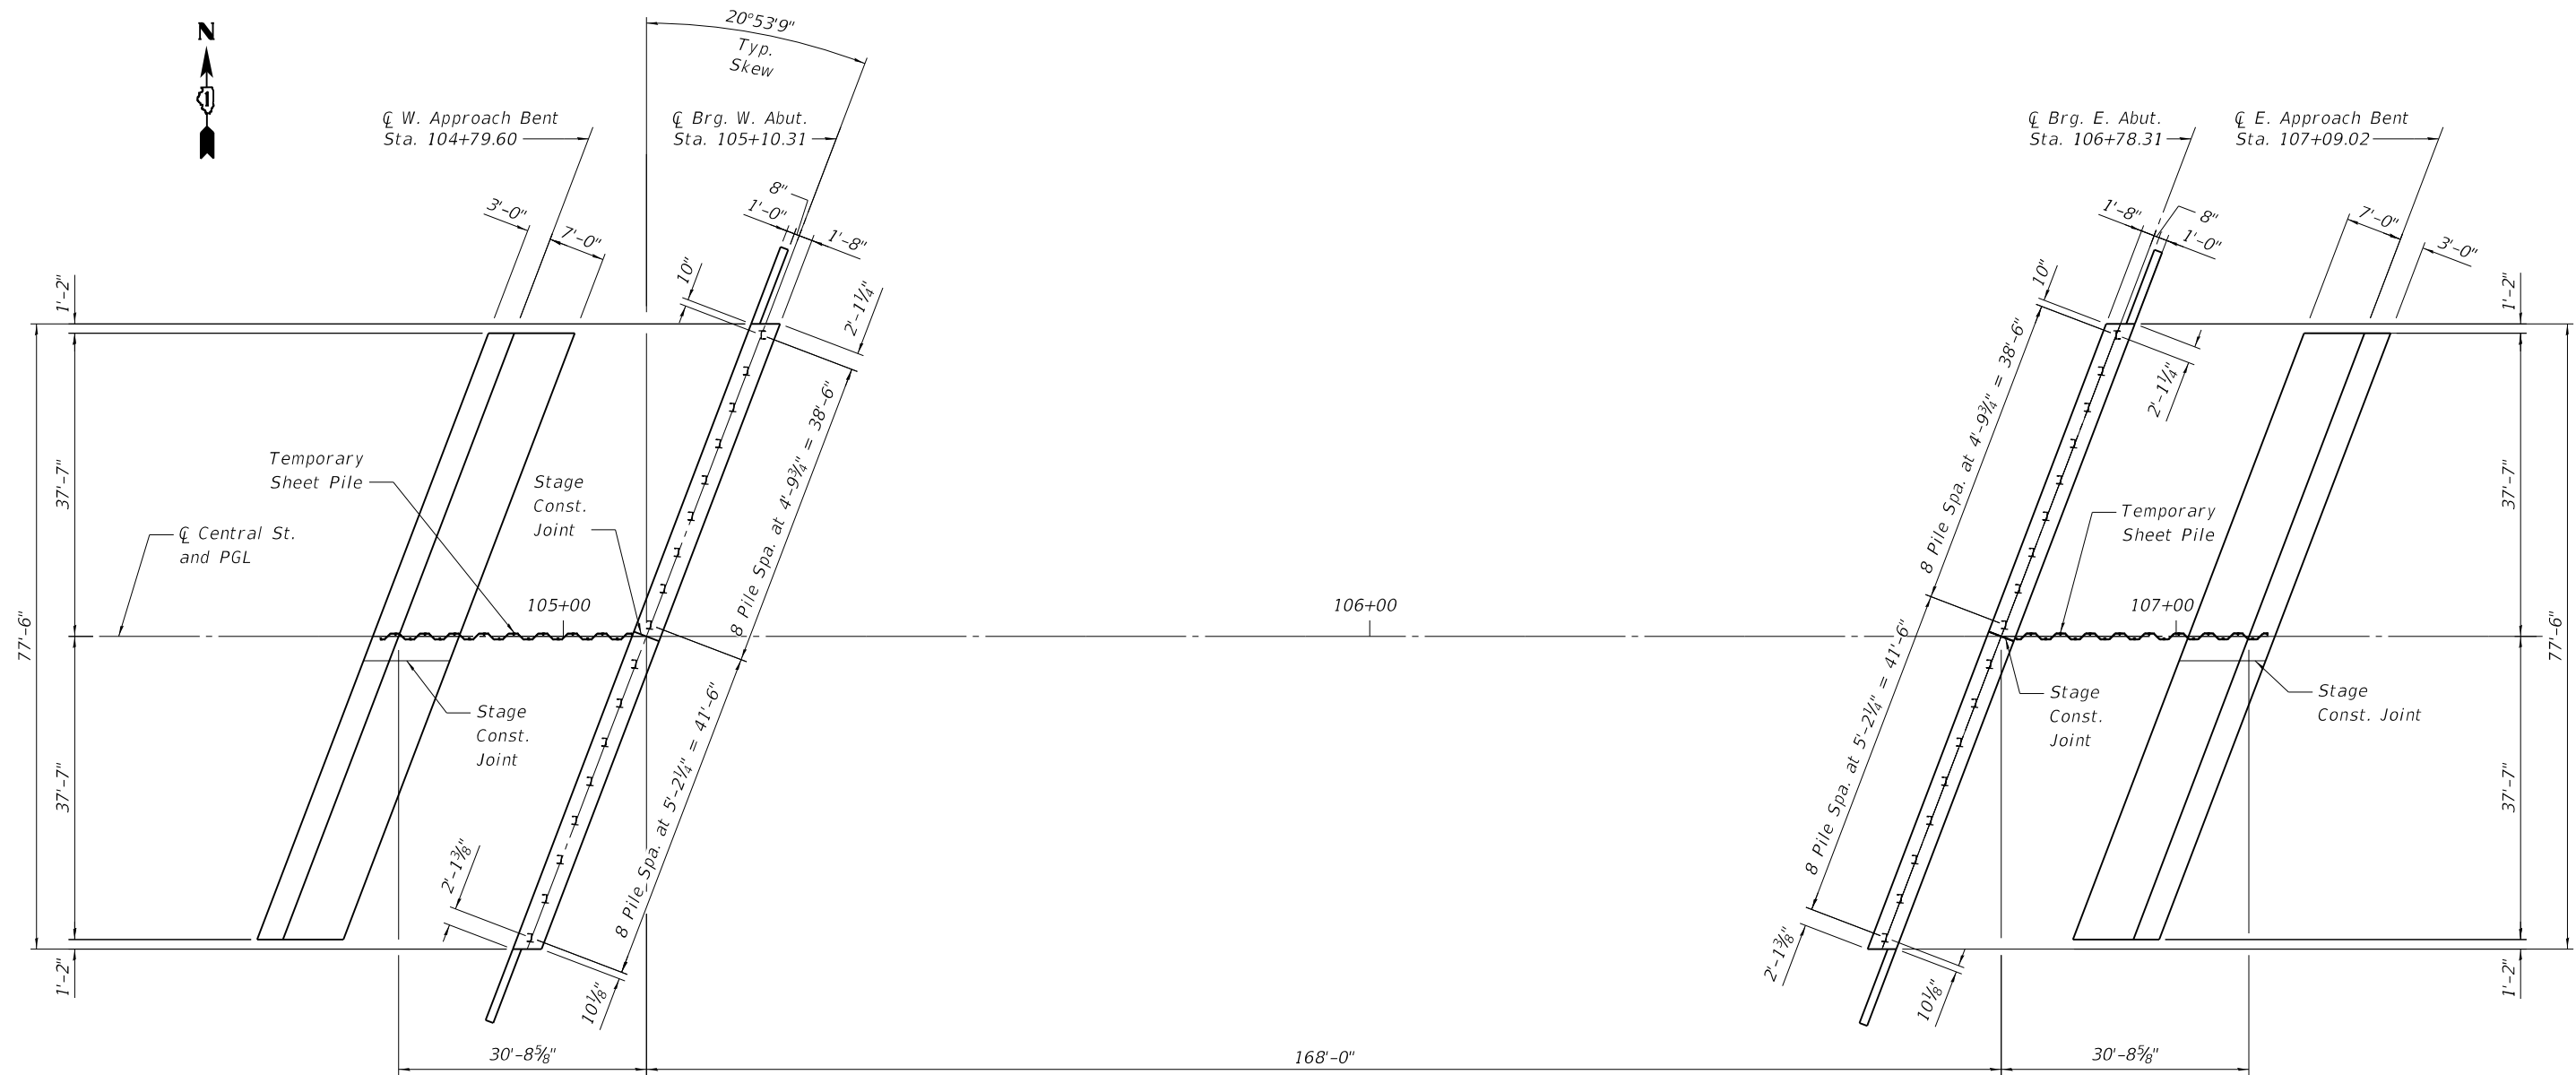 N
1
20°53'9"
Typ.
Skew
℄ W. Approach Bent
Sta. 104+79.60
℄ Brg. W. Abut.
Sta. 105+10.31
℄ Brg. E. Abut.
Sta. 106+78.31
℄ E. Approach Bent
Sta. 107+09.02
3'-0"
7'-0"
8"
1'-0"
1'-8"
10"
2'-1¼"
1'-8"
8"
1'-0"
7'-0"
3'-0"
10"
2'-1¼"
1'-2"
1'-2"
37'-7"
37'-7"
77'-6"
77'-6"
8 Pile Spa. at 4'-9¾" = 38'-6"
8 Pile Spa. at 4'-9¾" = 38'-6"
Temporary
Sheet Pile
Stage
Const.
Joint
℄ Central St.
and PGL
Temporary
Sheet Pile
105+00
106+00
107+00
Stage
Const.
Joint
Stage
Const.
Joint
Stage
Const. Joint
8 Pile Spa. at 5'-2¼" = 41'-6"
8 Pile Spa. at 5'-2¼" = 41'-6"
37'-7"
37'-7"
2'-1⅜"
10⅛"
2'-1⅜"
10⅛"
1'-2"
1'-2"
30'-8⅝"
168'-0"
30'-8⅝"